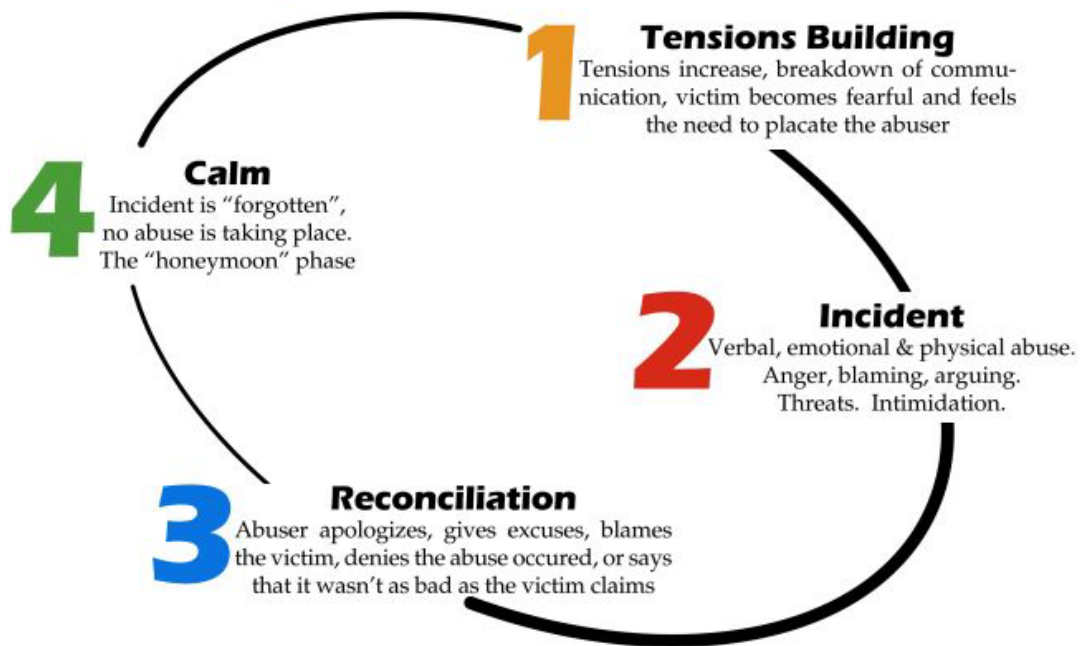 1
Tensions Building
Tensions increase, breakdown of commu-
nication, victim becomes fearful and feels
the need to placate the abuser
2
Incident
Verbal, emotional & physical abuse.
Anger, blaming, arguing.
Threats. Intimidation.
3
Reconciliation
Abuser apologizes, gives excuses, blames
the victim, denies the abuse occured, or says
that it wasn't as bad as the victim claims
4
Calm
Incident is “forgotten”,
no abuse is taking place.
The “honeymoon” phase